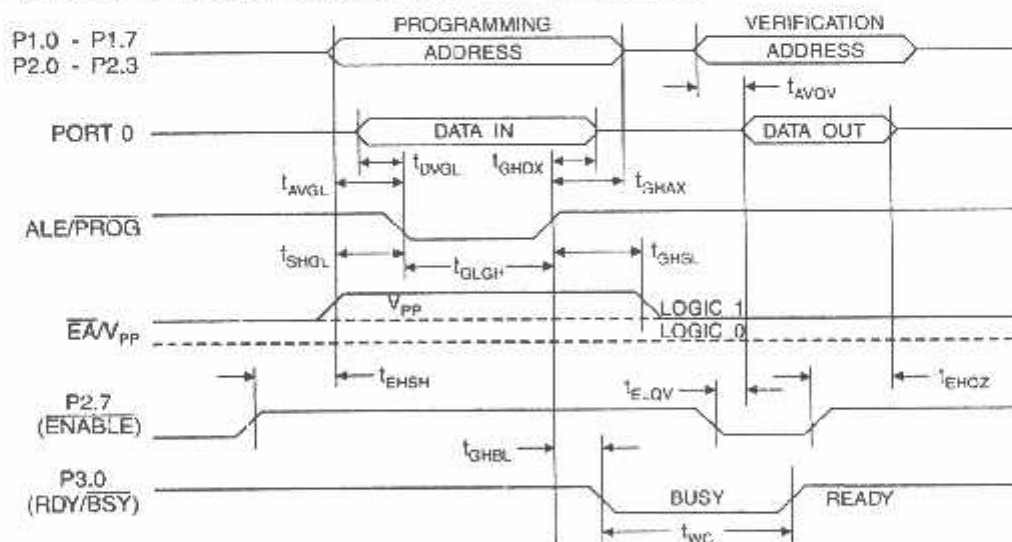 PROGRAMMING VERIFICATION
P1.0 - P1.7
P2.0 - P2.3
ADDRESS ADDRESS
tAVQV
PORT 0 DATA IN DATA OUT
tDVGL tGHDX
tAVGL tGHAX
ALE/PROG
tSHGL tGLGH tGHSL
VPP LOGIC 1
EA/VPP LOGIC 0
tEHSH tELQV tEHQZ
P2.7
(ENABLE)
tGHBL
P3.0
(RDY/BSY) BUSY READY
tWC